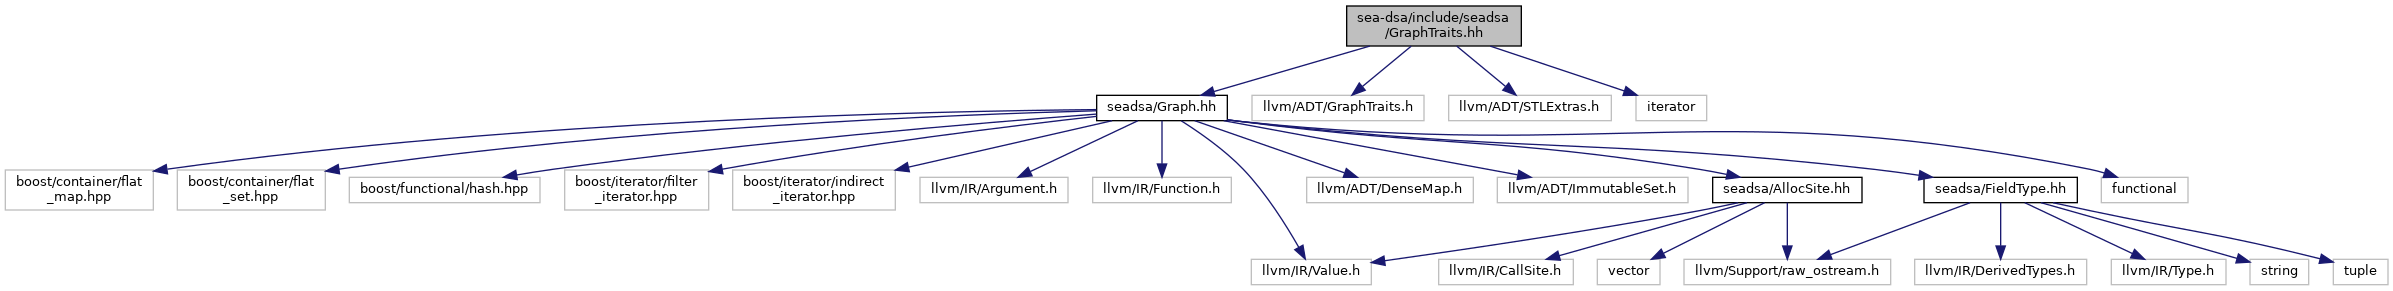 sea-dsa/include/seadsa
/GraphTraits.hh
seadsa/Graph.hh
llvm/ADT/GraphTraits.h
llvm/ADT/STLExtras.h
iterator
boost/container/flat
_map.hpp
boost/container/flat
_set.hpp
boost/functional/hash.hpp
boost/iterator/filter
_iterator.hpp
boost/iterator/indirect
_iterator.hpp
llvm/IR/Argument.h
llvm/IR/Function.h
llvm/ADT/DenseMap.h
llvm/ADT/ImmutableSet.h
seadsa/AllocSite.hh
seadsa/FieldType.hh
functional
llvm/IR/Value.h
llvm/IR/CallSite.h
vector
llvm/Support/raw_ostream.h
llvm/IR/DerivedTypes.h
llvm/IR/Type.h
string
tuple